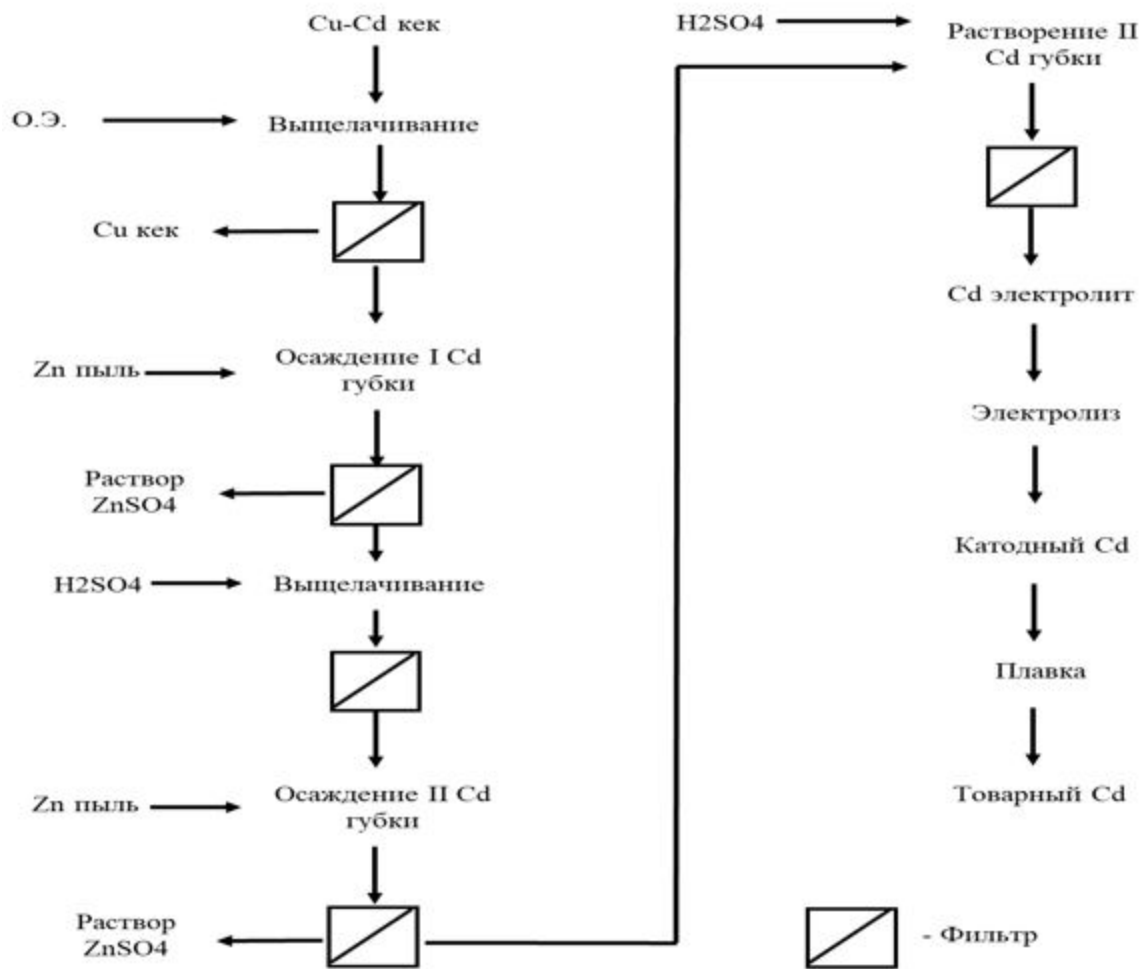 Cu-Cd кек
О.Э.
Выщелачивание
Cu кек
Zn пыль
Осаждение I Cd
губки
Раствор
ZnSO4
H2SO4
Выщелачивание
Zn пыль
Осаждение II Cd
губки
Раствор
ZnSO4
H2SO4
Растворение II
Cd губки
Cd электролит
Электролиз
Катодный Cd
Плавка
Товарный Cd
- Фильтр